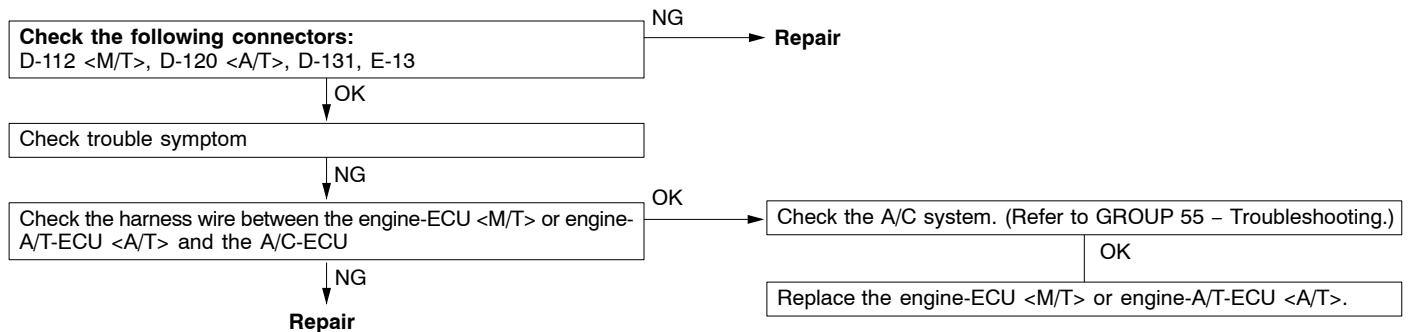 Check the following connectors:
D-112 <M/T>, D-120 <A/T>, D-131, E-13
NG
Repair
OK
Check trouble symptom
NG
Check the harness wire between the engine-ECU <M/T> or engine-
A/T-ECU <A/T> and the A/C-ECU
OK
Check the A/C system. (Refer to GROUP 55 – Troubleshooting.)
OK
Replace the engine-ECU <M/T> or engine-A/T-ECU <A/T>.
NG
Repair